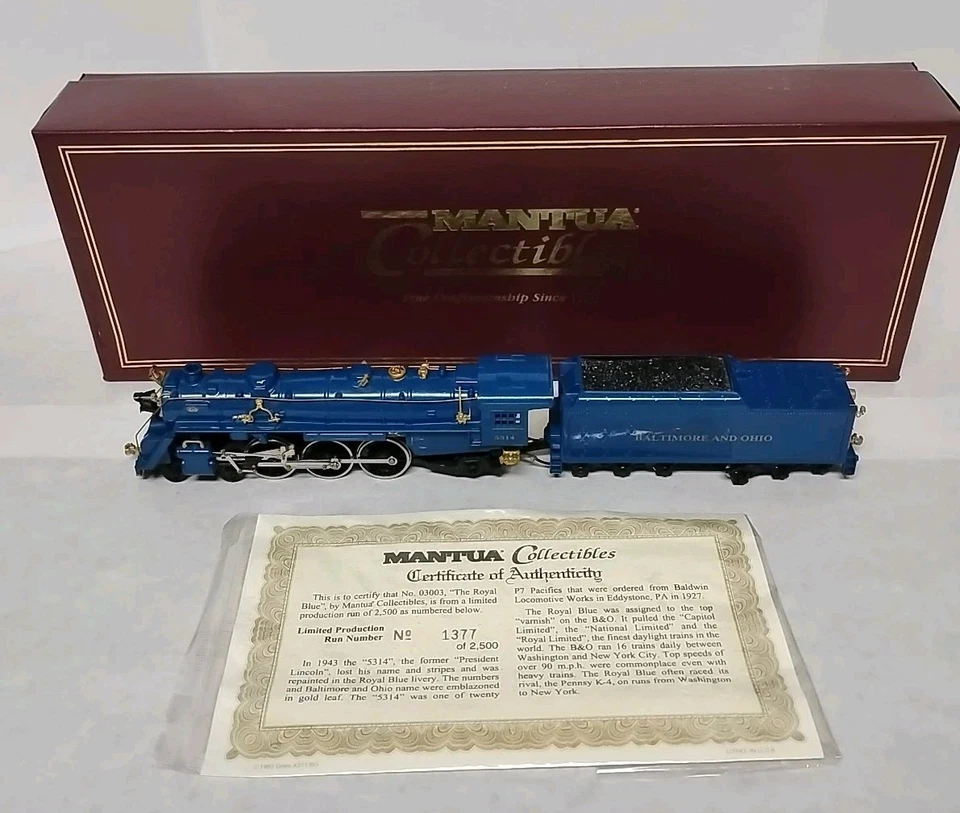 MANTUA
Collectibles
Craftsmanship Since
5314
BALTIMORE AND OHIO
MANTUA Collectibles
Certificate of Authenticity
This is to certify that No. 03003, "The Royal
Blue", by Mantua Collectibles, is from a limited
production run of 2,500 as numbered below.
Limited Production
Run Number No 1377
of 2,500
In 1943 the "5314", the former "President
Lincoln", lost his name and stripes and was
repainted in the Royal Blue livery. The numbers
and Baltimore and Ohio name were emblazoned
in gold leaf. The "5314" was one of twenty
P7 Pacifics that were ordered from Baldwin
Locomotive Works in Eddystone, PA in 1927.
The Royal Blue was assigned to the top
"varnish" on the B&O. It pulled the "Capitol
Limited", the "National Limited" and the
"Royal Limited", the finest daylight trains in the
world. The B&O ran 16 trains daily between
Washington and New York City. Top speeds of
over 90 m.p.h. were commonplace even with
heavy trains. The Royal Blue often raced its
rival, the Pennsy K-4, on runs from Washington
to New York.
IN U.S.A.